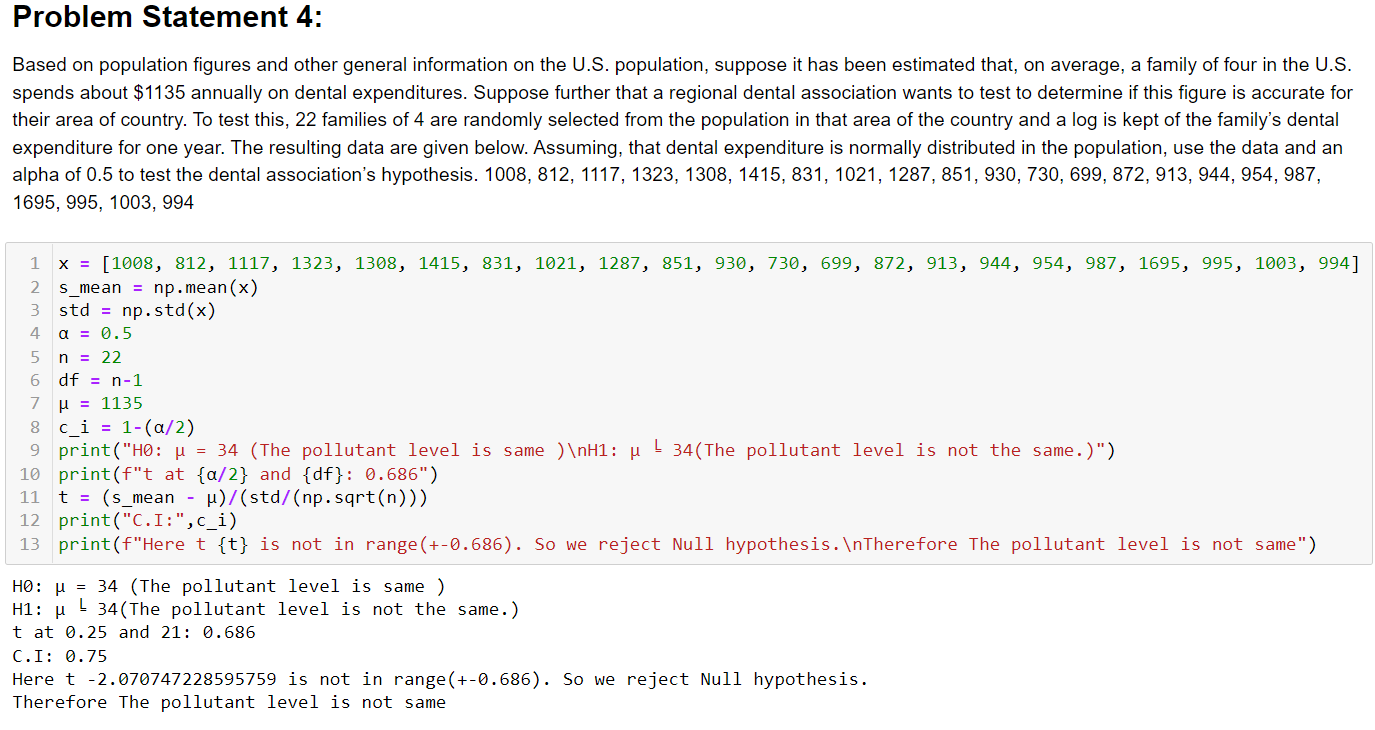 Problem Statement 4:
Based on population figures and other general information on the U.S. population, suppose it has been estimated that, on average, a family of four in the U.S.
spends about $1135 annually on dental expenditures. Suppose further that a regional dental association wants to test to determine if this figure is accurate for
their area of country. To test this, 22 families of 4 are randomly selected from the population in that area of the country and a log is kept of the family’s dental
expenditure for one year. The resulting data are given below. Assuming, that dental expenditure is normally distributed in the population, use the data and an
alpha of 0.5 to test the dental association’s hypothesis. 1008, 812, 1117, 1323, 1308, 1415, 831, 1021, 1287, 851, 930, 730, 699, 872, 913, 944, 954, 987,
1695, 995, 1003, 994
1 x = [1008, 812, 1117, 1323, 1308, 1415, 831, 1021, 1287, 851, 930, 730, 699, 872, 913, 944, 954, 987, 1695, 995, 1003, 994]
2 s_mean = np.mean(x)
3 std = np.std(x)
4 α = 0.5
5 n = 22
6 df = n-1
7 μ = 1135
8 c_i = 1-(α/2)
9 print("H0: μ = 34 (The pollutant level is same )\nH1: μ ╘ 34(The pollutant level is not the same.)")
10 print(f"t at {α/2} and {df}: 0.686")
11 t = (s_mean - μ)/(std/(np.sqrt(n)))
12 print("C.I:",c_i)
13 print(f"Here t {t} is not in range(+-0.686). So we reject Null hypothesis.\nTherefore The pollutant level is not same")
H0: μ = 34 (The pollutant level is same )
H1: μ ╘ 34(The pollutant level is not the same.)
t at 0.25 and 21: 0.686
C.I: 0.75
Here t -2.070747228595759 is not in range(+-0.686). So we reject Null hypothesis.
Therefore The pollutant level is not same